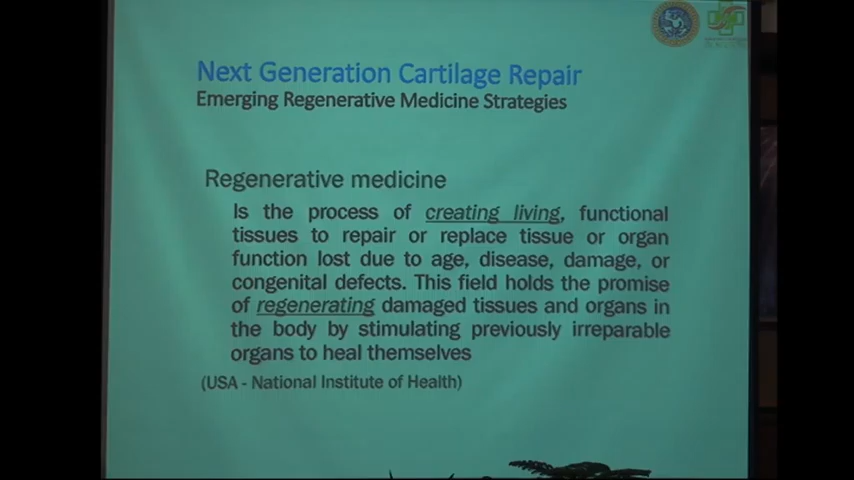 Next Generation Cartilage Repair
Emerging Regenerative Medicine Strategies
Regenerative medicine
Is the process of creating living, functional
tissues to repair or replace tissue or organ
function lost due to age, disease, damage, or
congenital defects. This field holds the promise
of regenerating damaged tissues and organs in
the body by stimulating previously irreparable
organs to heal themselves
(USA - National Institute of Health)